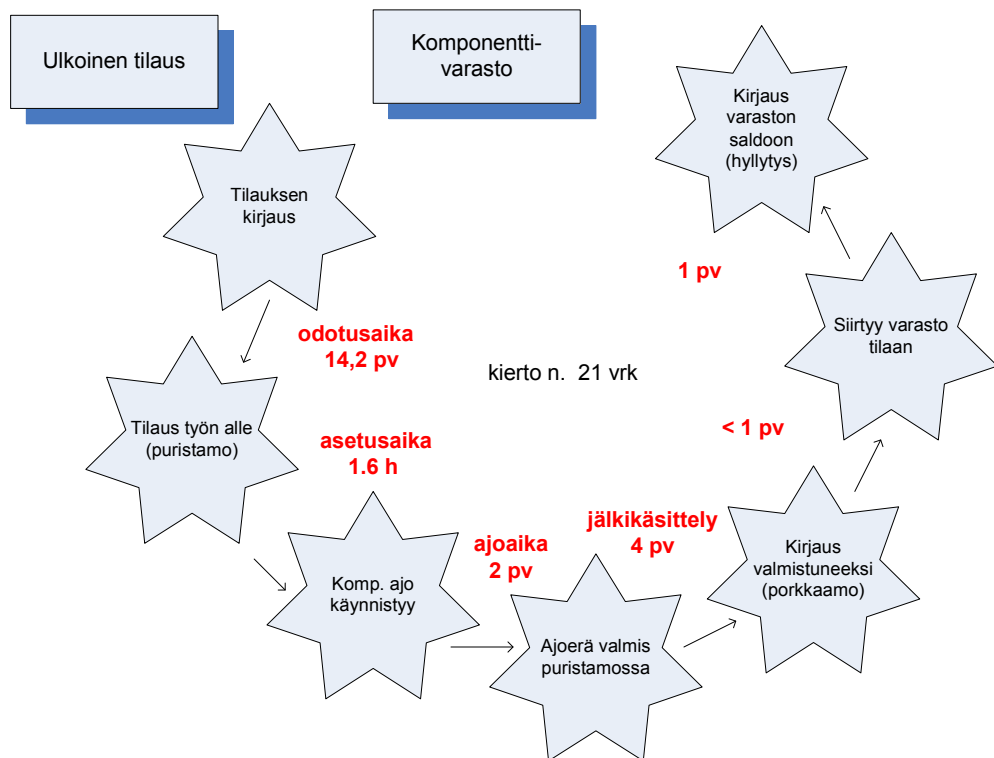 Ulkoinen tilaus
Komponentti-
varasto
Tilauksen
kirjaus
odotusaika
14,2 pv
Tilaus työn alle
(puristamo)
asetusaika
1.6 h
Komp. ajo
käynnistyy
ajoaika
2 pv
Ajoerä valmis
puristamossa
jälkikäsittely
4 pv
Kirjaus
valmistuneeksi
(porkkaamo)
< 1 pv
Siirtyy varasto
tilaan
1 pv
Kirjaus
varaston
saldoon
(hyllytys)
kierto n. 21 vrk